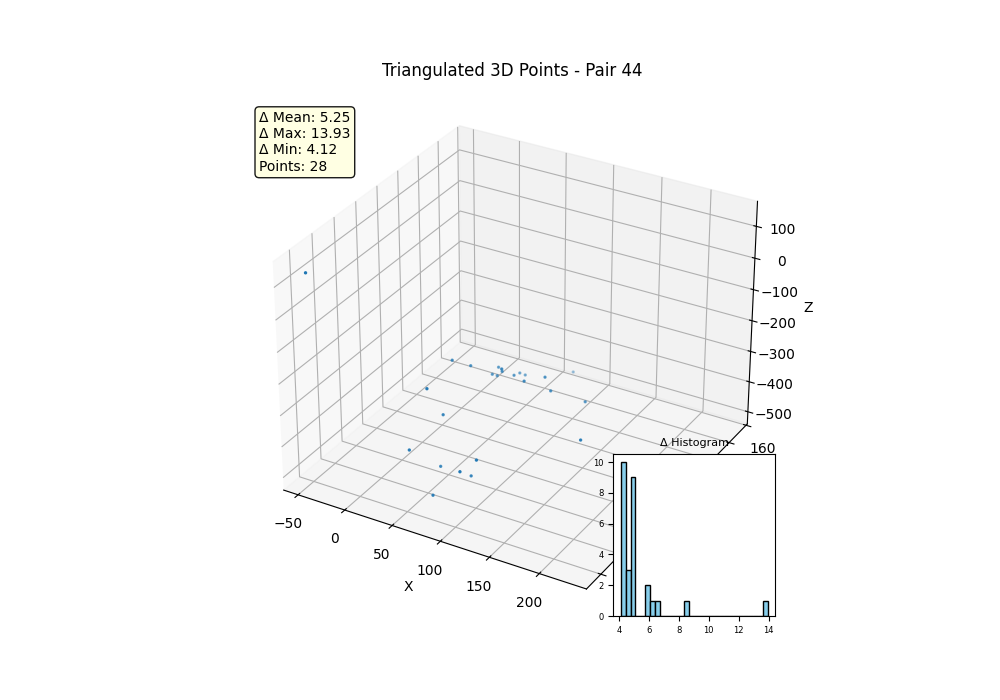 Triangulated 3D Points - Pair 44
Δ Mean: 5.25
Δ Max: 13.93
Δ Min: 4.12
Points: 28
100
0
−100
Z
−200
−300
−400
−500
160
−50
0
50
100
150
200
X
Δ Histogram
10
8
6
4
2
0
4 6 8 10 12 14